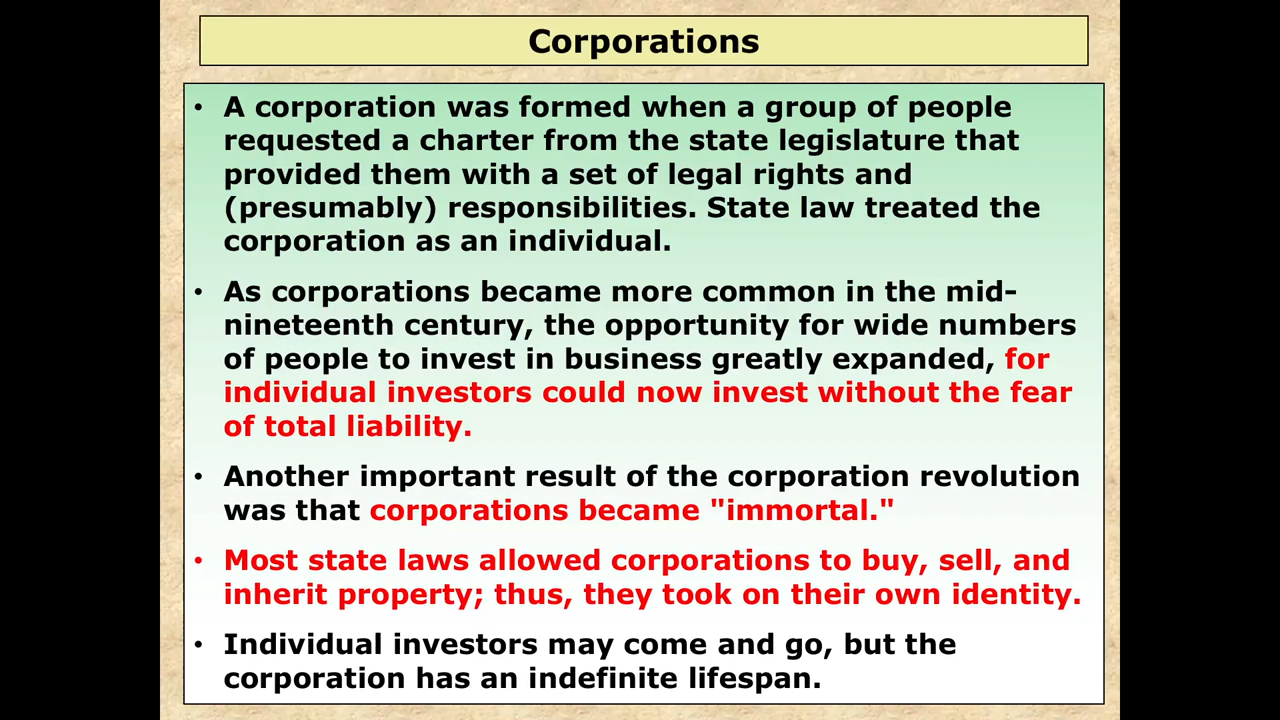 Corporations
• A corporation was formed when a group of people
requested a charter from the state legislature that
provided them with a set of legal rights and
(presumably) responsibilities. State law treated the
corporation as an individual.
• As corporations became more common in the mid-
nineteenth century, the opportunity for wide numbers
of people to invest in business greatly expanded, for
individual investors could now invest without the fear
of total liability.
• Another important result of the corporation revolution
was that corporations became "immortal."
• Most state laws allowed corporations to buy, sell, and
inherit property; thus, they took on their own identity.
• Individual investors may come and go, but the
corporation has an indefinite lifespan.